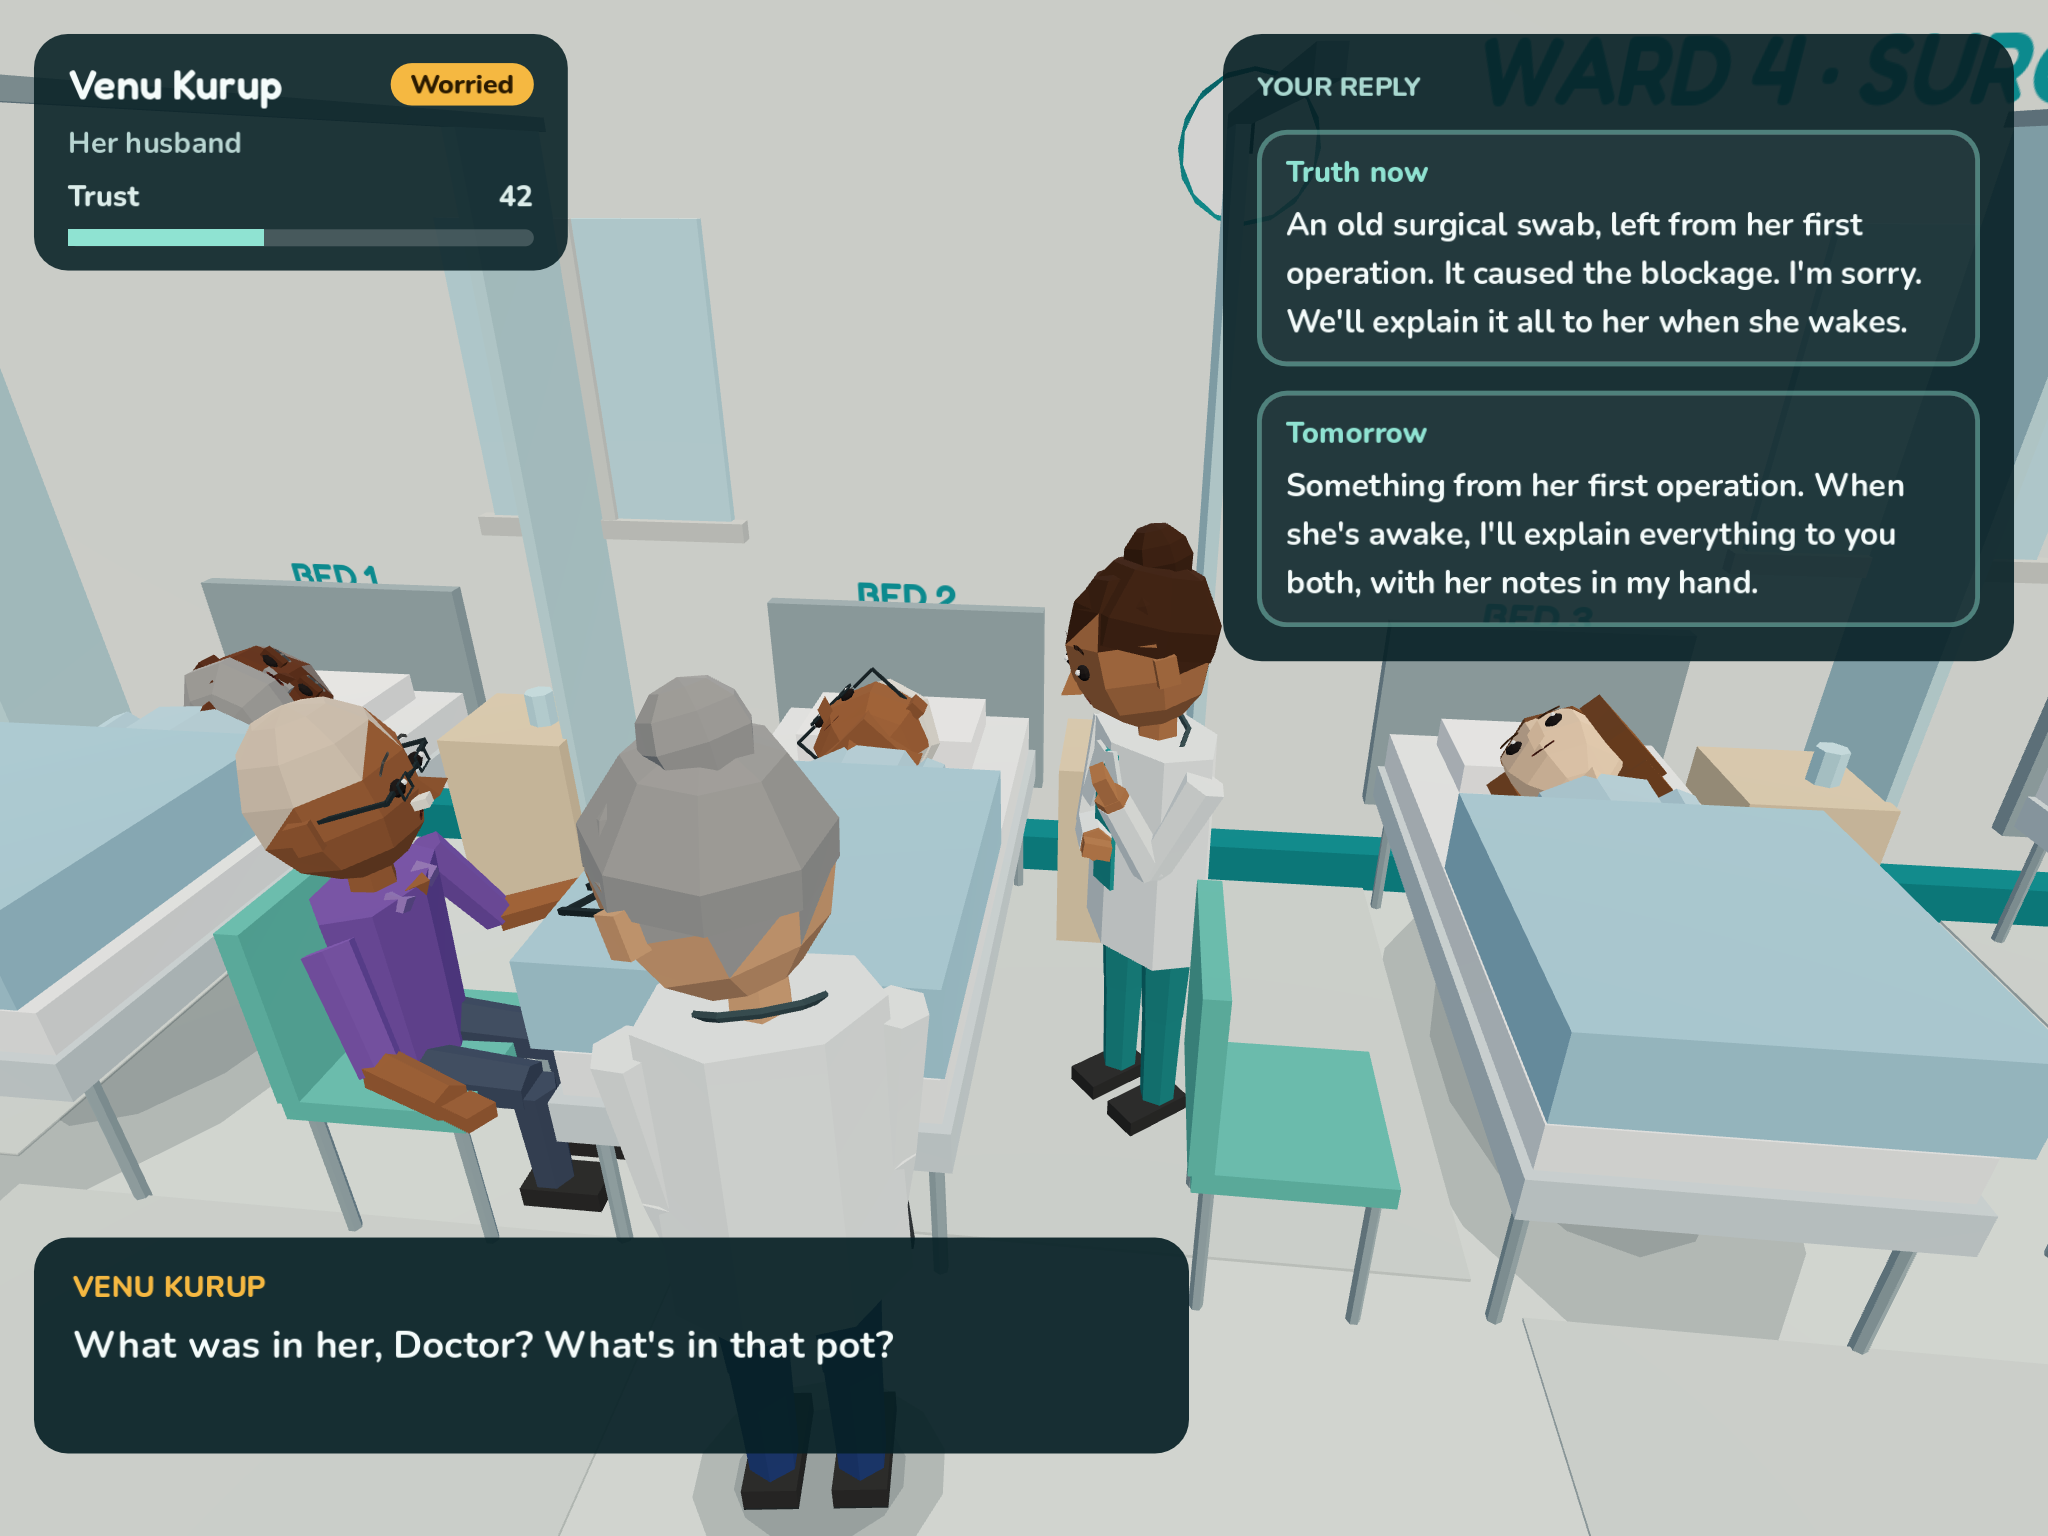 Venu Kurup
Worried
Her husband
Trust
42
YOUR REPLY
Truth now
An old surgical swab, left from her first
operation. It caused the blockage. I'm sorry.
We'll explain it all to her when she wakes.
Tomorrow
Something from her first operation. When
she's awake, I'll explain everything to you
both, with her notes in my hand.
WARD 4 ·
BED 1
BED 2
BED 3
VENU KURUP
What was in her, Doctor? What's in that pot?